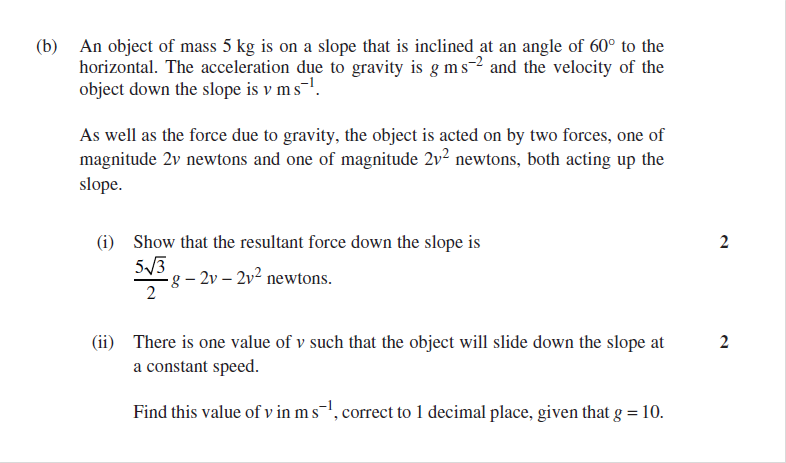 (b) An object of mass 5 kg is on a slope that is inclined at an angle of 60° to the
horizontal. The acceleration due to gravity is g m s⁻² and the velocity of the
object down the slope is v m s⁻¹.
As well as the force due to gravity, the object is acted on by two forces, one of
magnitude 2v newtons and one of magnitude 2v² newtons, both acting up the
slope.
(i) Show that the resultant force down the slope is 2
5√3/2 g – 2v – 2v² newtons.
(ii) There is one value of v such that the object will slide down the slope at 2
a constant speed.
Find this value of v in m s⁻¹, correct to 1 decimal place, given that g = 10.